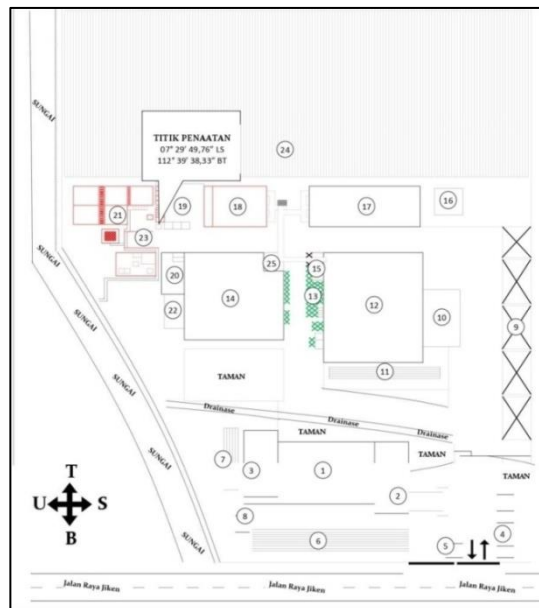 SUNGAI
TITIK PENAATAN
07° 29' 49,76" LS
112° 39' 38,33" BT
24
16
19
18
17
21
23
SUNGAI
25
15
20
13
14
12
22
10
9
SUNGAI
11
TAMAN
SUNGAI
Drainase
Drainase
Drainase
TAMAN
TAMAN
7
3
1
TAMAN
SUNGAI
2
T
U
S
B
8
4
6
5
SUNGAI
Jalan Raya Jiken
Jalan Raya Jiken
Jalan Raya Jiken